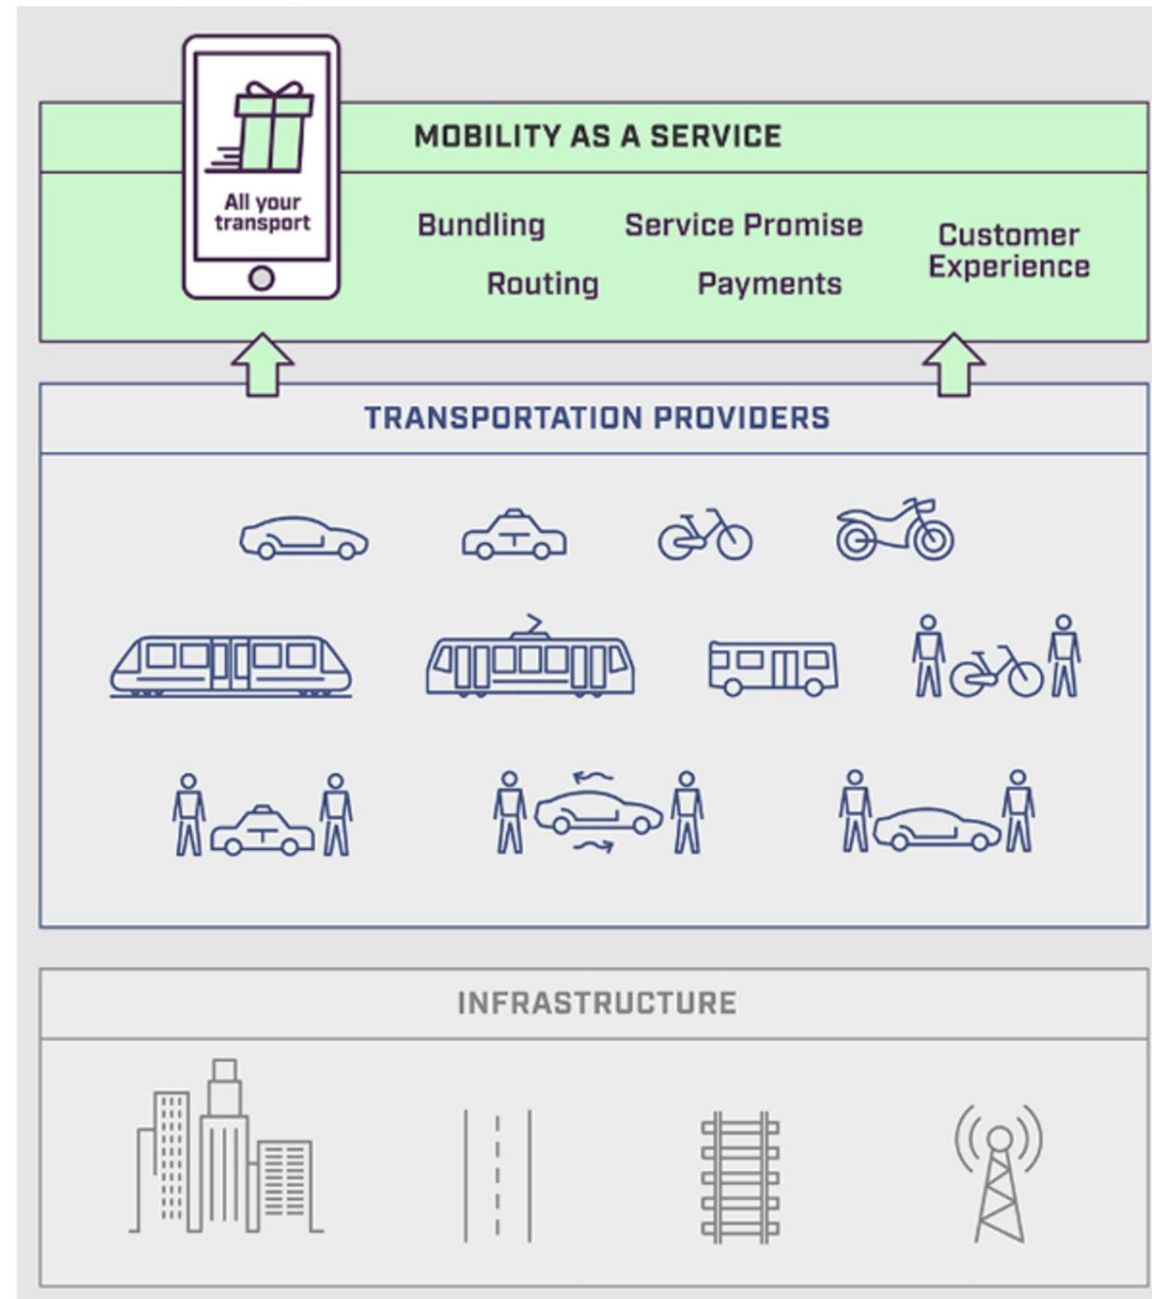 MOBILITY AS A SERVICE
All your
transport
Bundling
Service Promise
Customer
Experience
Routing
Payments
TRANSPORTATION PROVIDERS
T
T
INFRASTRUCTURE